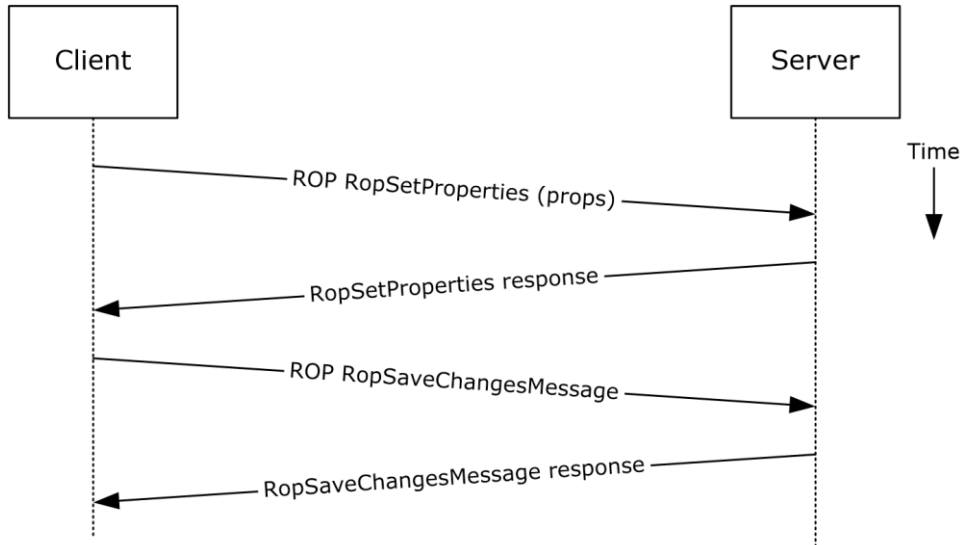 Client
Server
Time
ROP RopSetProperties (props)
RopSetProperties response
ROP RopSaveChangesMessage
RopSaveChangesMessage response